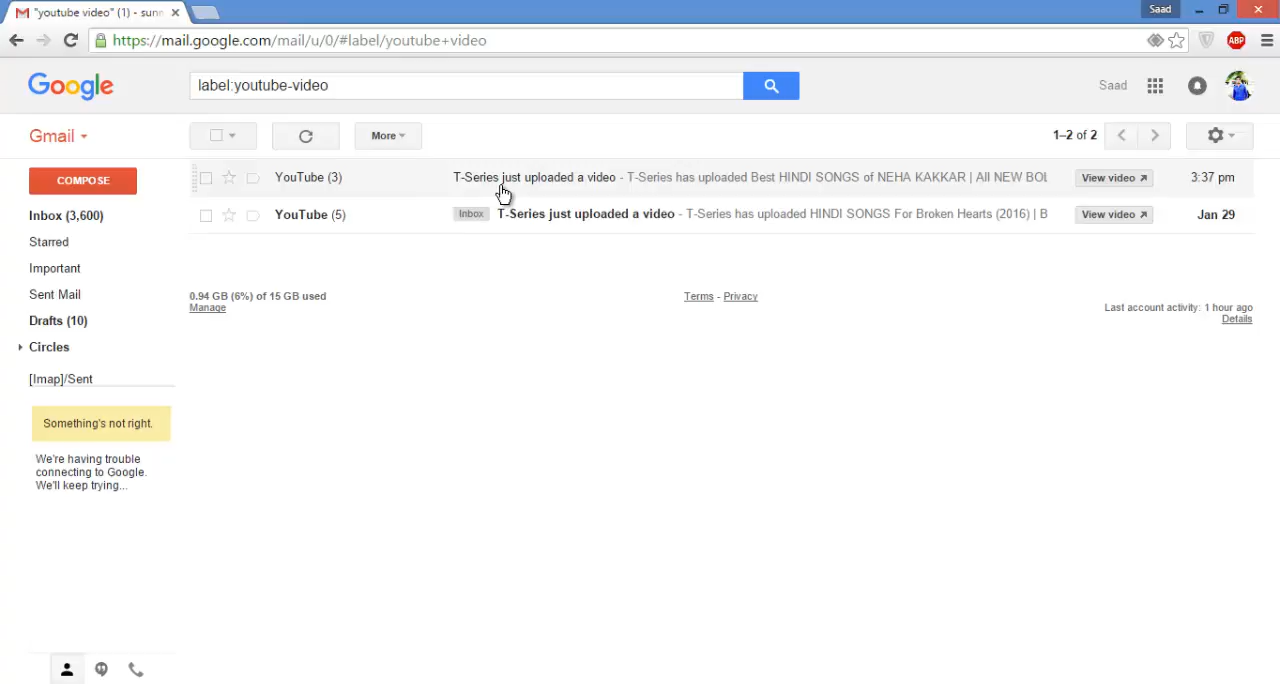 "youtube video" (1) - sunn
Saad
https://mail.google.com/mail/u/0/#label/youtube+video
ABP
Google
label:youtube-video
Saad
Gmail
More
1–2 of 2
COMPOSE
YouTube (3) T-Series just uploaded a video - T-Series has uploaded Best HINDI SONGS of NEHA KAKKAR | All NEW BOL View video 3:37 pm
Inbox (3,600)
YouTube (5) Inbox T-Series just uploaded a video - T-Series has uploaded HINDI SONGS For Broken Hearts (2016) | B View video Jan 29
Starred
Important
Sent Mail
0.94 GB (6%) of 15 GB used
Manage
Terms - Privacy
Last account activity: 1 hour ago
Details
Drafts (10)
Circles
[Imap]/Sent
Something's not right.
We're having trouble
connecting to Google.
We'll keep trying...